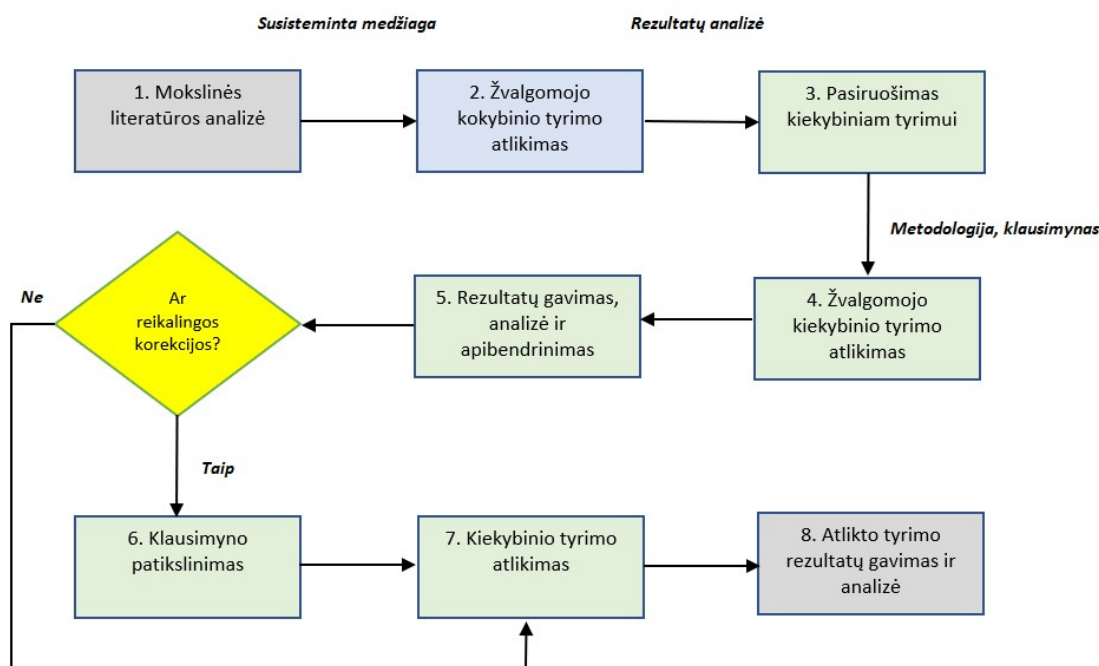 Susisteminta medžiaga
Rezultatų analizė
1. Mokslinės
literatūros analizė
2. Žvalgomojo
kokybinio tyrimo
atlikimas
3. Pasiruošimas
kiekybiniam tyrimui
Metodologija, klausimynas
Ne
Ar
reikalingos
korekcijos?
5. Rezultatų gavimas,
analizė ir
apibendrinimas
4. Žvalgomojo
kiekybinio tyrimo
atlikimas
Taip
6. Klausimyno
patikslinimas
7. Kiekybinio tyrimo
atlikimas
8. Atlikto tyrimo
rezultatų gavimas ir
analizė